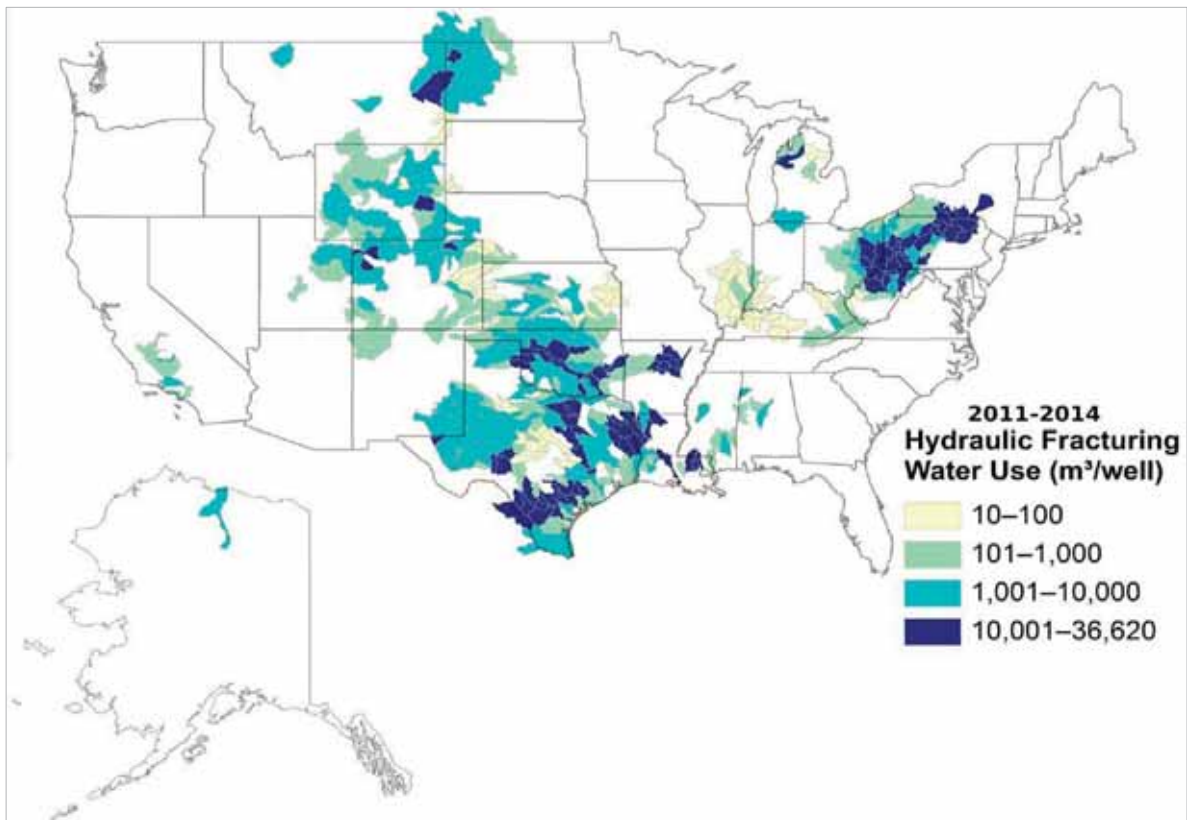 2011-2014
Hydraulic Fracturing
Water Use (m³/well)
10–100
101–1,000
1,001–10,000
10,001–36,620